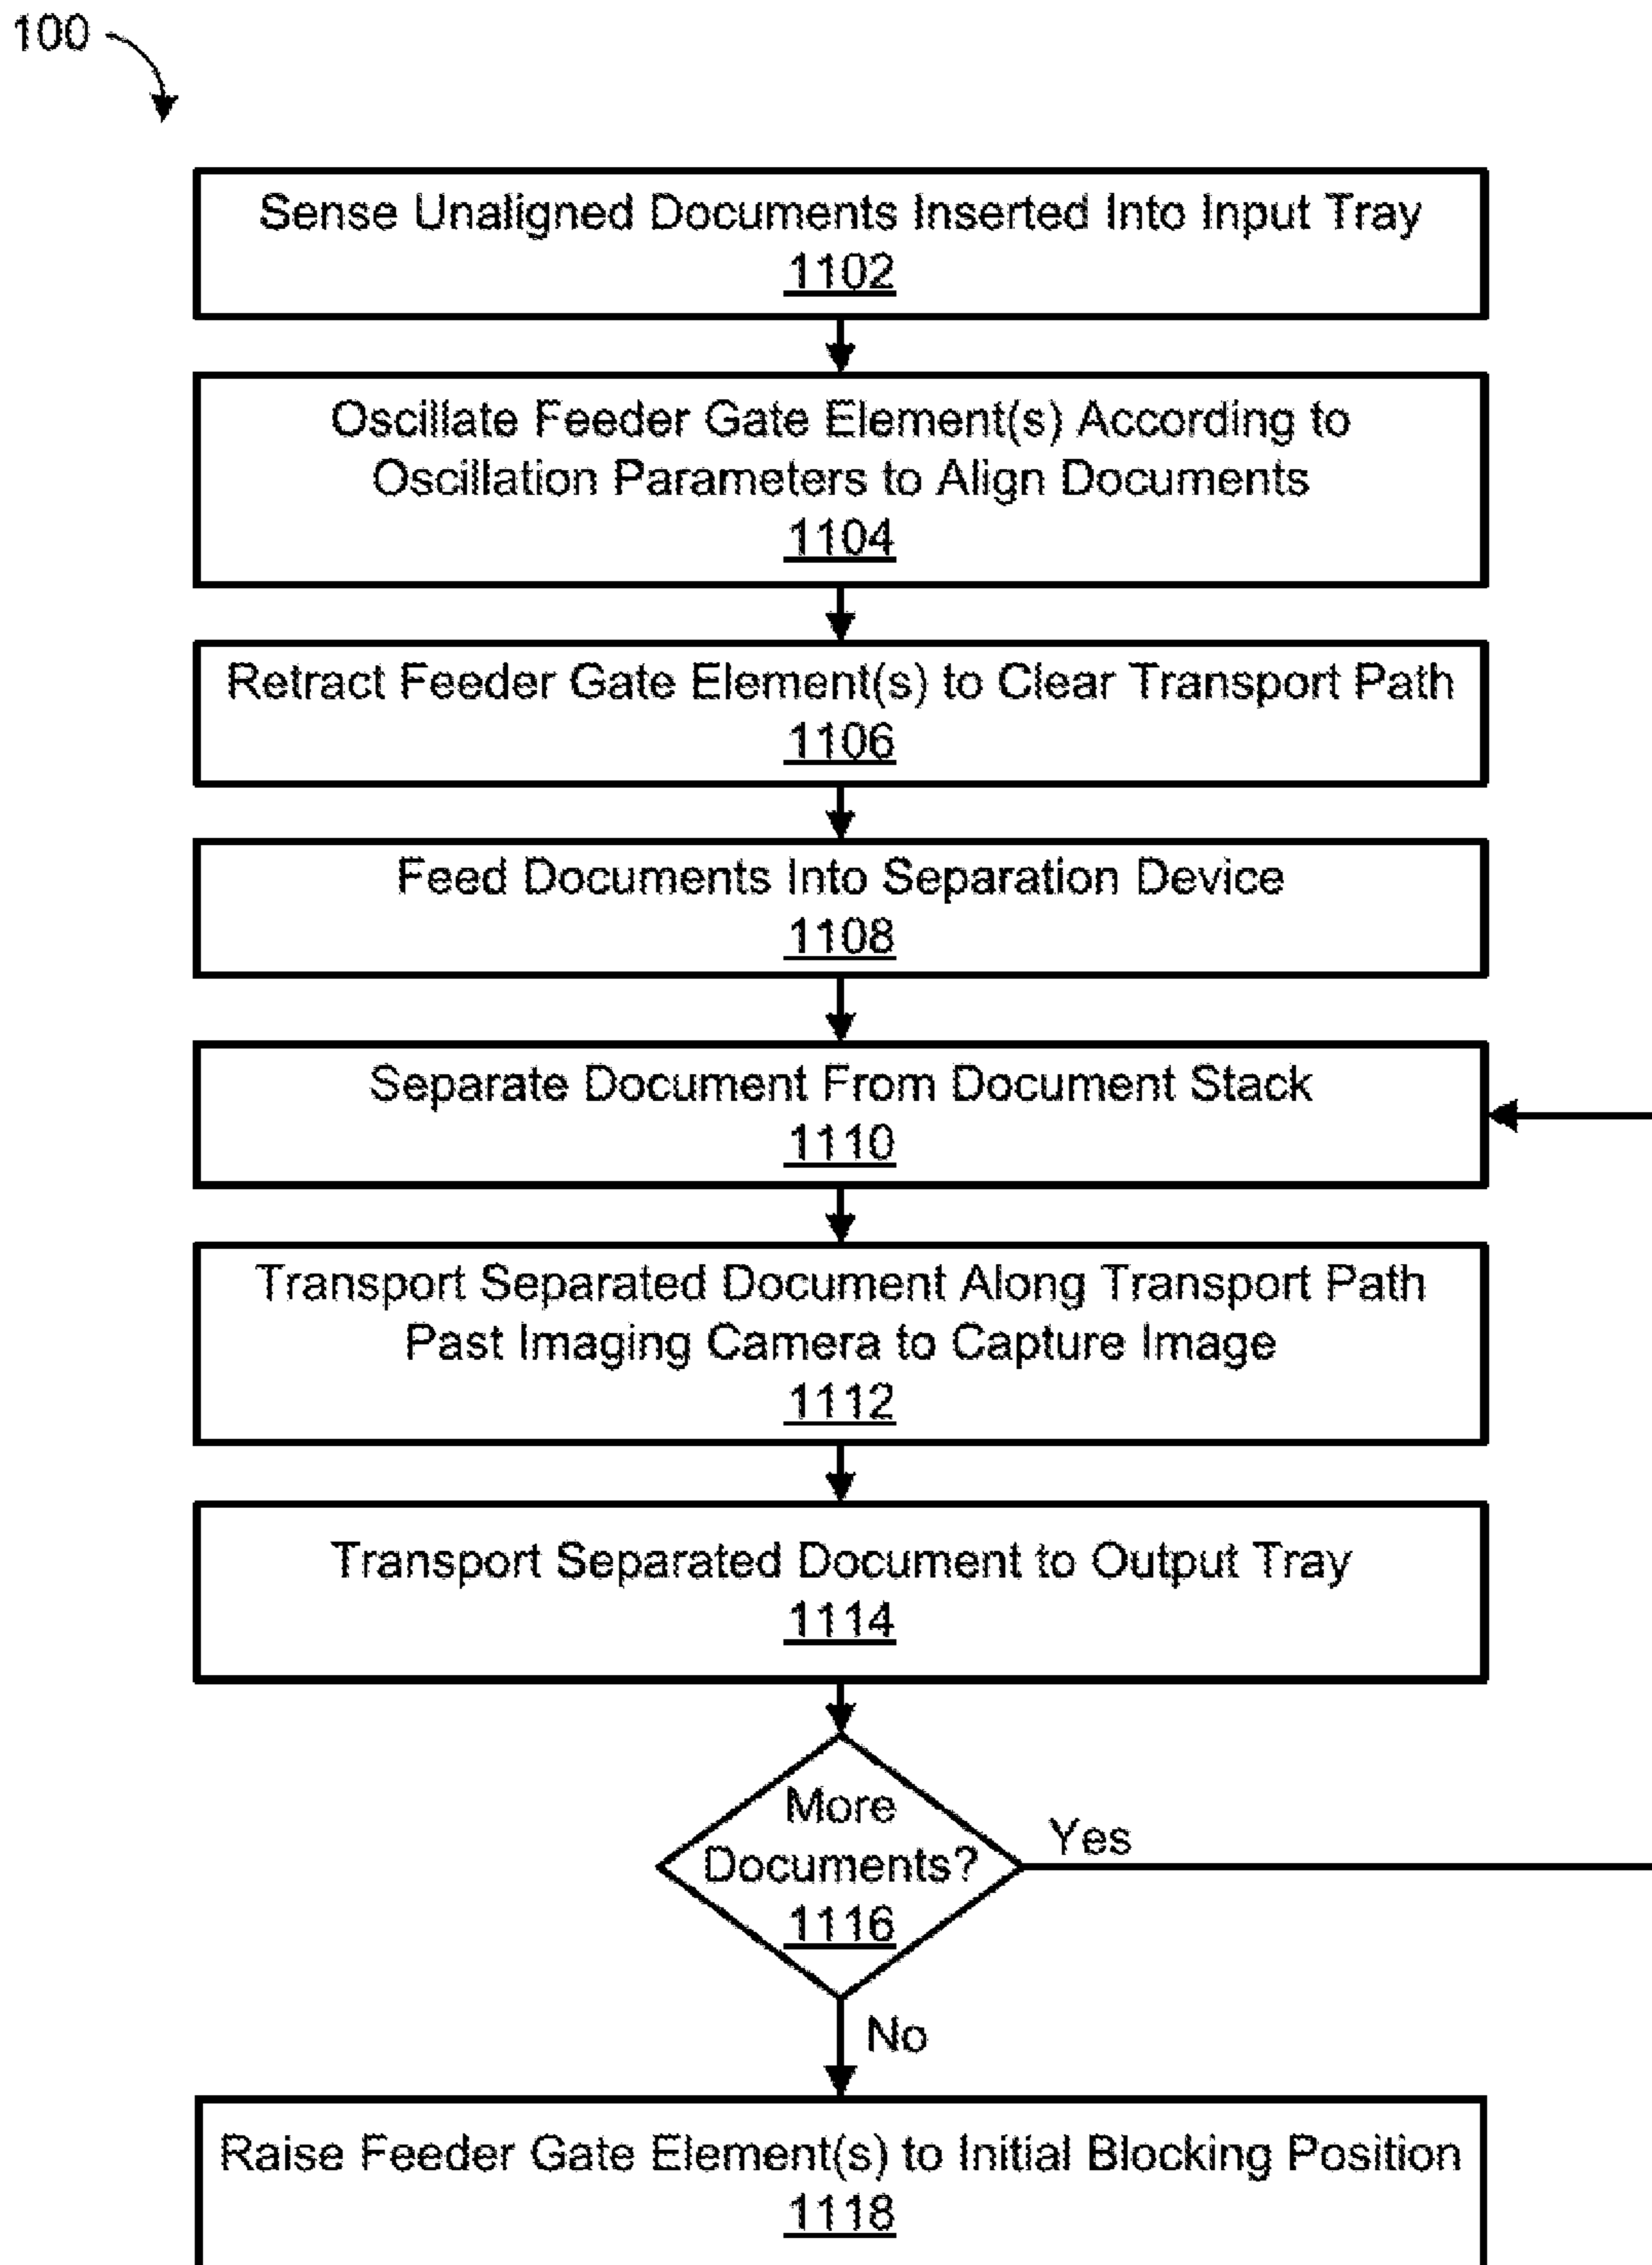 100
Sense Unaligned Documents Inserted Into Input Tray
1102
Oscillate Feeder Gate Element(s) According to
Oscillation Parameters to Align Documents
1104
Retract Feeder Gate Element(s) to Clear Transport Path
1106
Feed Documents Into Separation Device
1108
Separate Document From Document Stack
1110
Transport Separated Document Along Transport Path
Past Imaging Camera to Capture Image
1112
Transport Separated Document to Output Tray
1114
More
Documents?
1116
Yes
No
Raise Feeder Gate Element(s) to Initial Blocking Position
1118